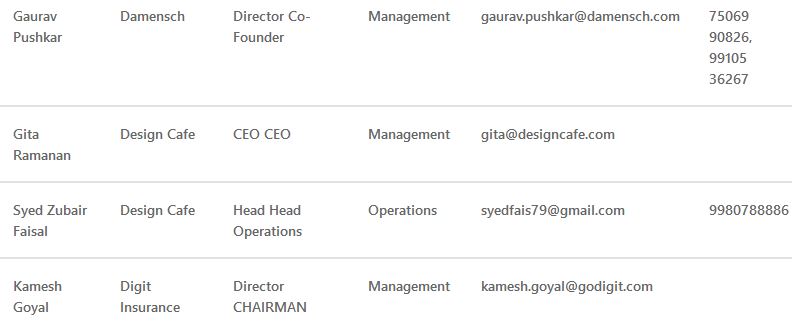 Gaurav Damensch Director Co- Management gaurav.pushkar@damensch.com 75069
Pushkar Founder 90826,
99105
36267
Gita Design Cafe CEO CEO Management gita@designcafe.com
Ramanan
Syed Zubair Design Cafe Head Head Operations syedfais79@gmail.com 9980788886
Faisal Operations
Kamesh Digit Director Management kamesh.goyal@godigit.com
Goyal Insurance CHAIRMAN